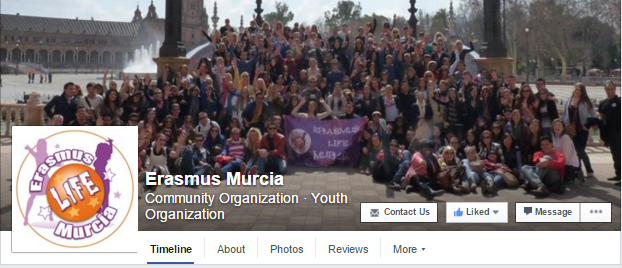 ERASMUS
LIFE
MURCIA
Erasmus
LIFE
Murcia
Erasmus Murcia
Community Organization · Youth
Organization
Contact Us
Liked
Message
Timeline
About
Photos
Reviews
More